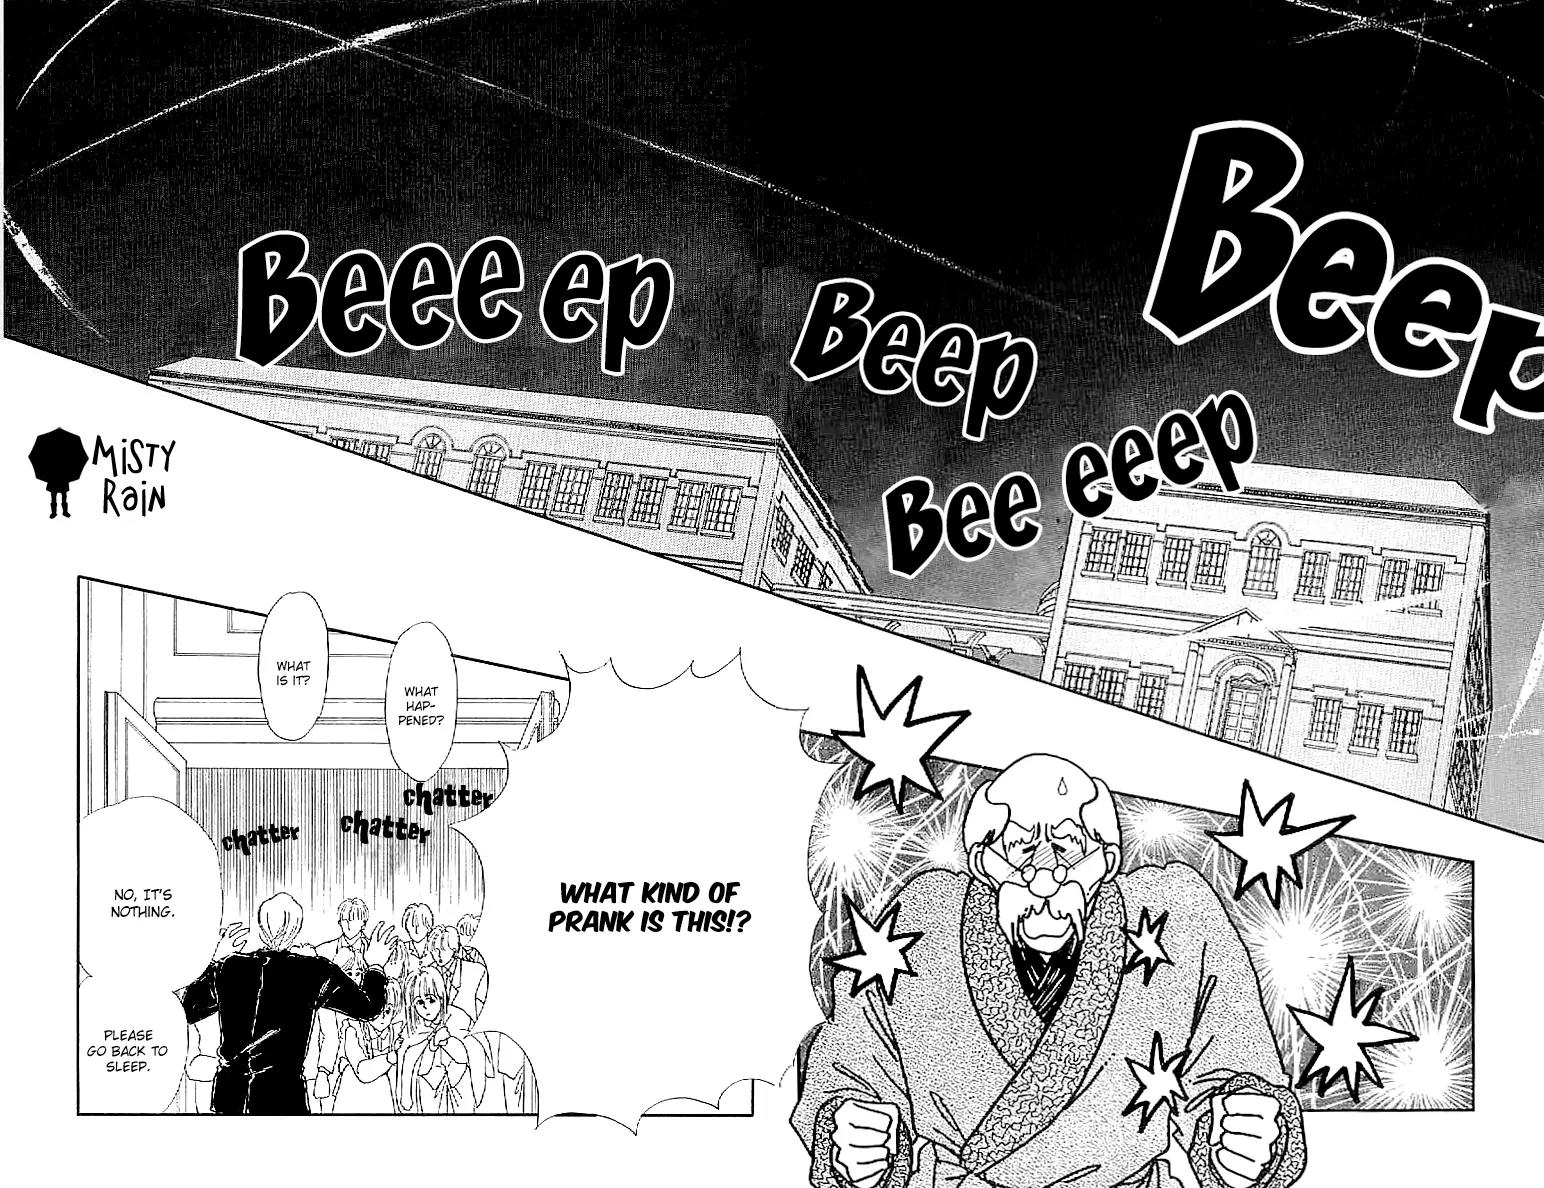 Beep
Beep
Bee eeep
Beee ep
MiSTY
RaiN
WHAT KIND OF
PRANK IS THIS!?
WHAT
HAP-
PENED?
WHAT
IS IT?
chatter
chatter
chatter
NO, IT'S
NOTHING.
PLEASE
GO BACK TO
SLEEP.